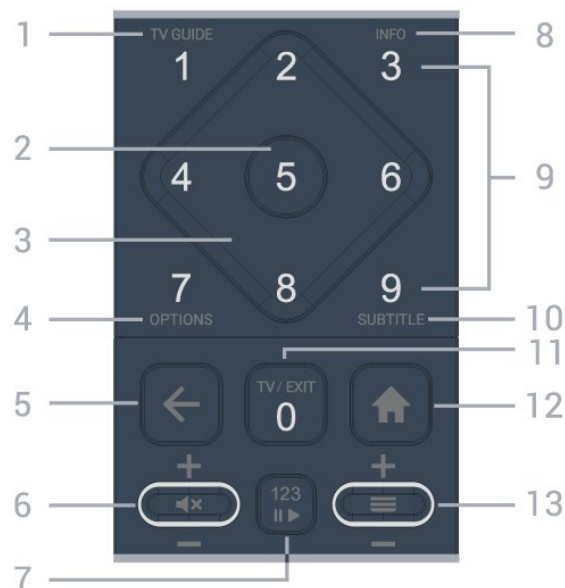 1 TV GUIDE INFO 8
1 2 3
2
9
4 5 6
3
7 8 9
4 OPTIONS SUBTITLE 10
11
TV / EXIT
5 0 12
+ +
123
6 13
- -
7